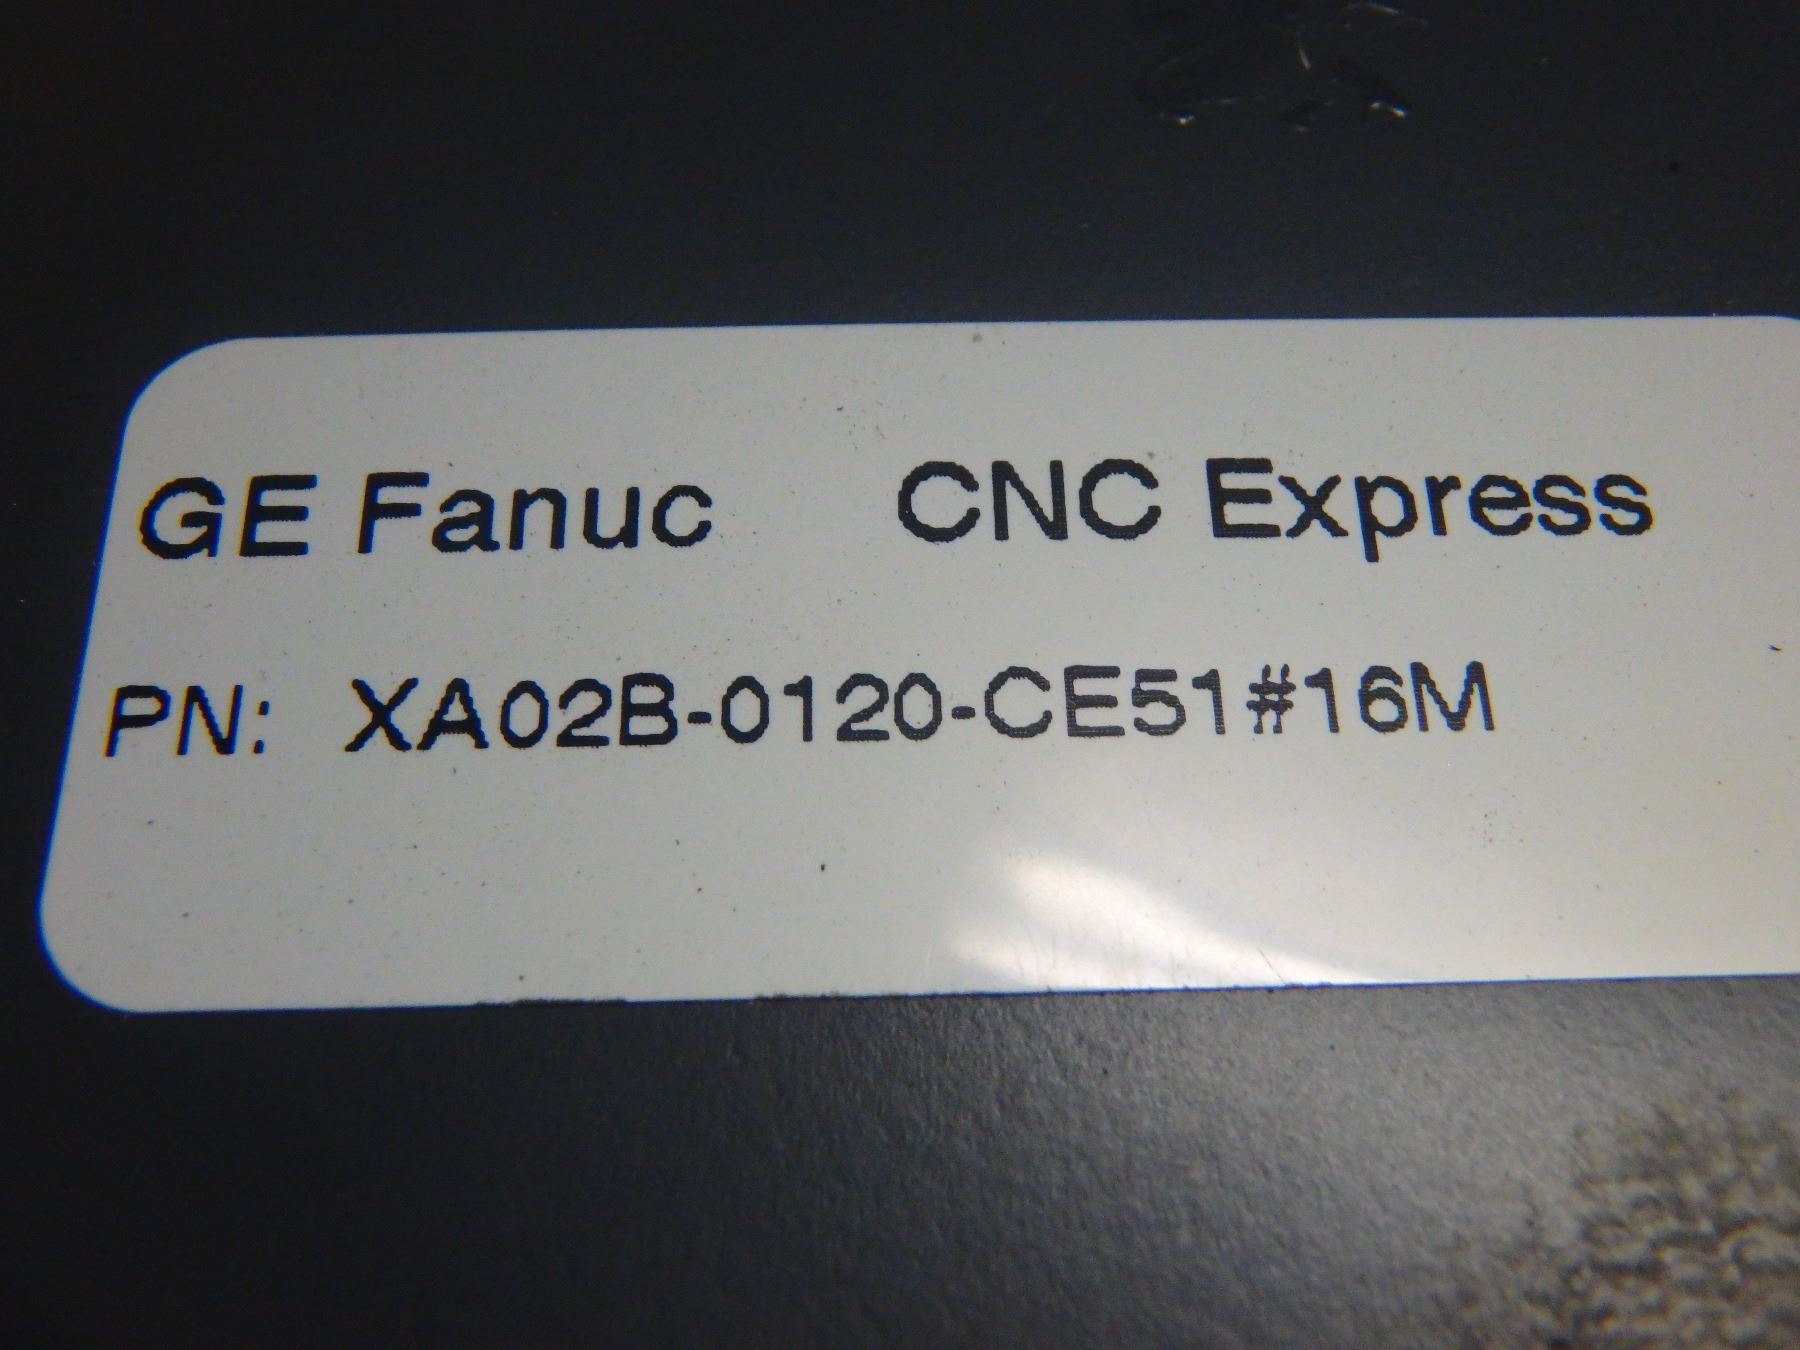 GE Fanuc CNC Express
PN: XA02B-0120-CE51#16M